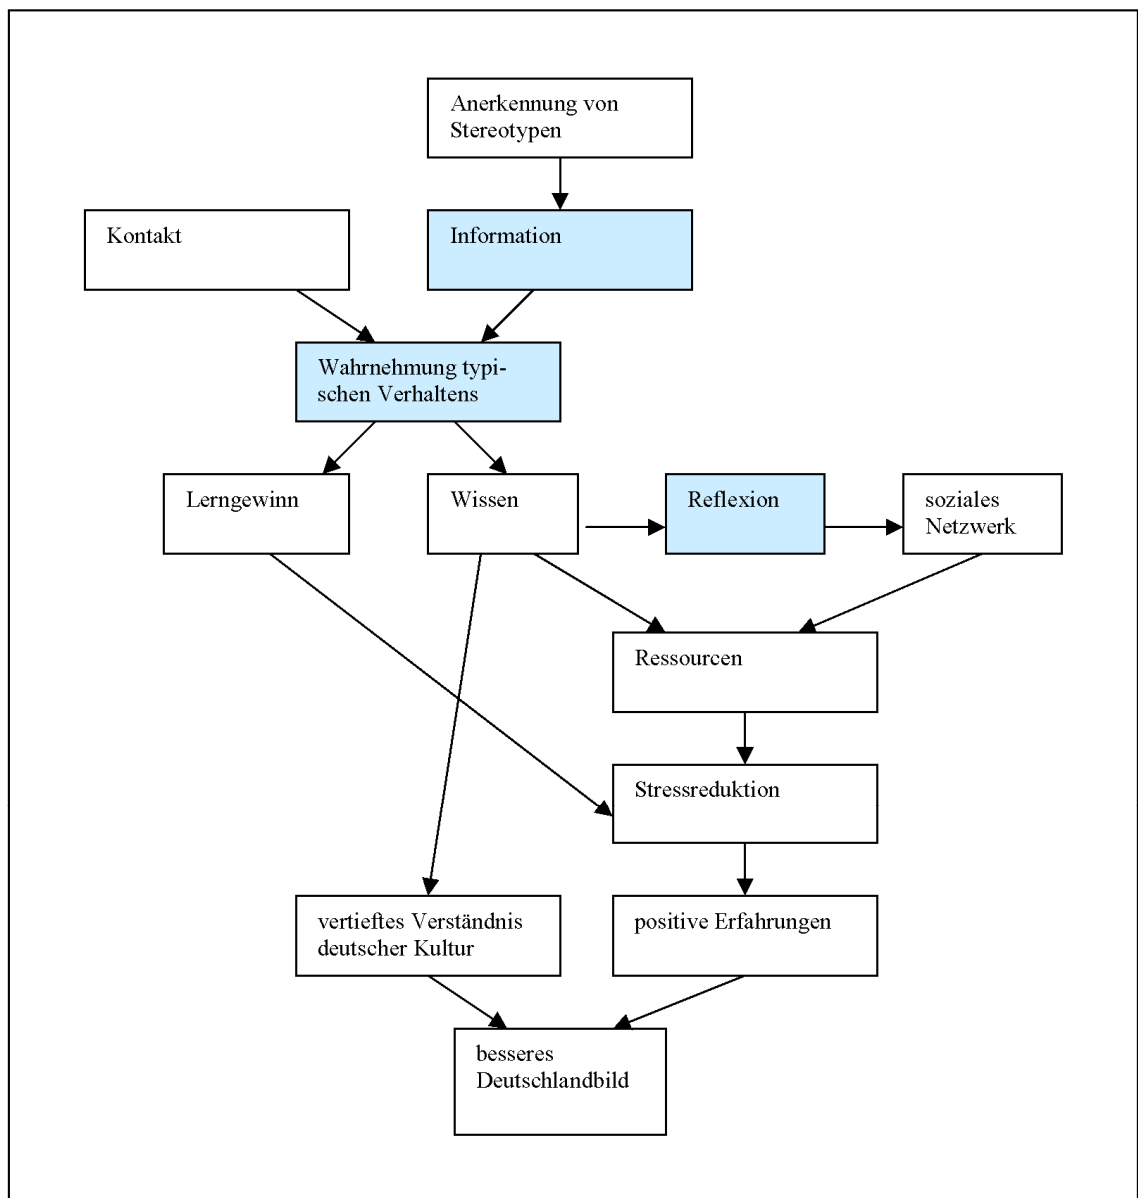 Anerkennung von
Stereotypen
Kontakt
Information
Wahrnehmung typi-
schen Verhaltens
Lerngewinn
Wissen
Reflexion
soziales
Netzwerk
Ressourcen
Stressreduktion
vertieftes Verständnis
deutscher Kultur
positive Erfahrungen
besseres
Deutschlandbild